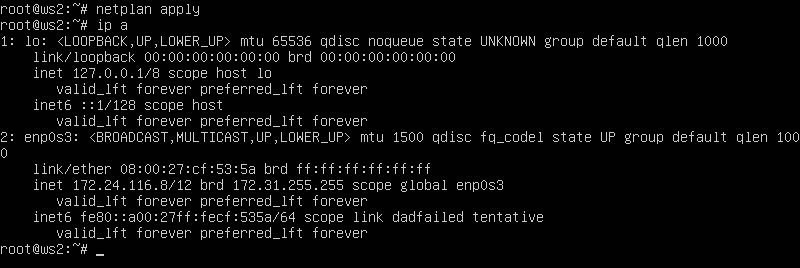 root@ws2:~# netplan apply
root@ws2:~# ip a
1: lo: <LOOPBACK,UP,LOWER_UP> mtu 65536 qdisc noqueue state UNKNOWN group default qlen 1000
    link/loopback 00:00:00:00:00:00 brd 00:00:00:00:00:00
    inet 127.0.0.1/8 scope host lo
       valid_lft forever preferred_lft forever
    inet6 ::1/128 scope host
       valid_lft forever preferred_lft forever
2: enp0s3: <BROADCAST,MULTICAST,UP,LOWER_UP> mtu 1500 qdisc fq_codel state UP group default qlen 100
0
    link/ether 08:00:27:cf:53:5a brd ff:ff:ff:ff:ff:ff
    inet 172.24.116.8/12 brd 172.31.255.255 scope global enp0s3
       valid_lft forever preferred_lft forever
    inet6 fe80::a00:27ff:fecf:535a/64 scope link dadfailed tentative
       valid_lft forever preferred_lft forever
root@ws2:~# _